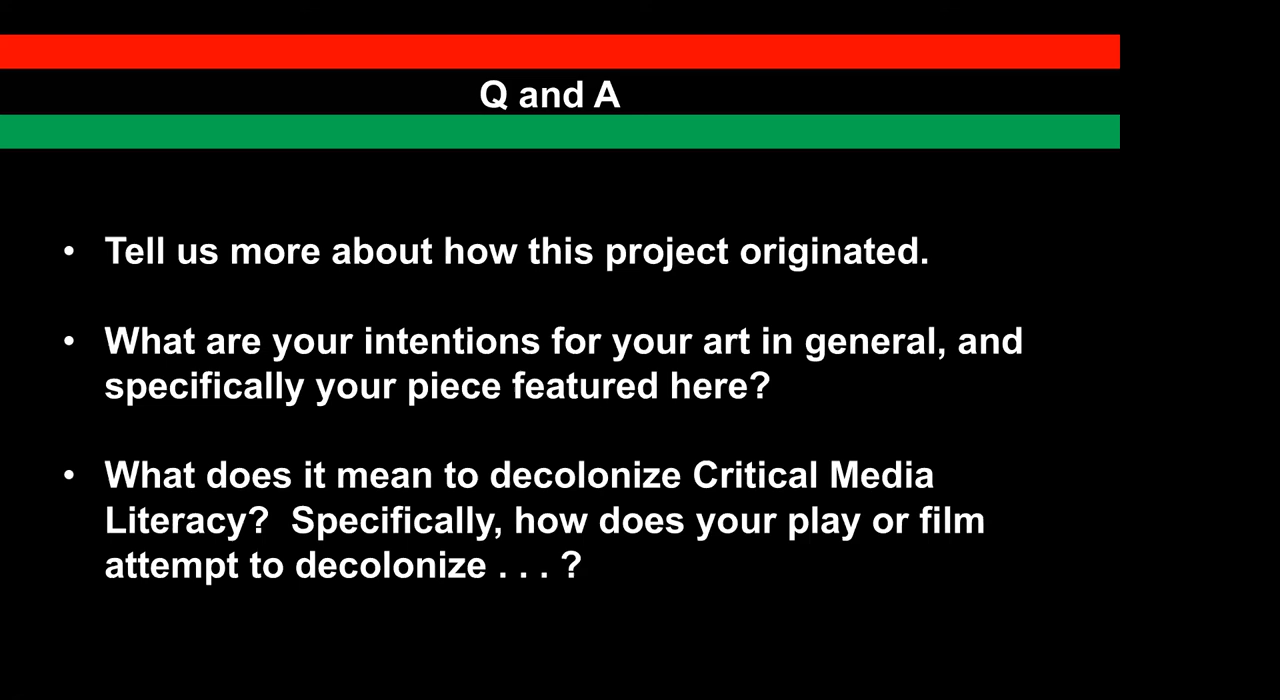 Q and A
• Tell us more about how this project originated.
• What are your intentions for your art in general, and
specifically your piece featured here?
• What does it mean to decolonize Critical Media
Literacy?  Specifically, how does your play or film
attempt to decolonize . . . ?